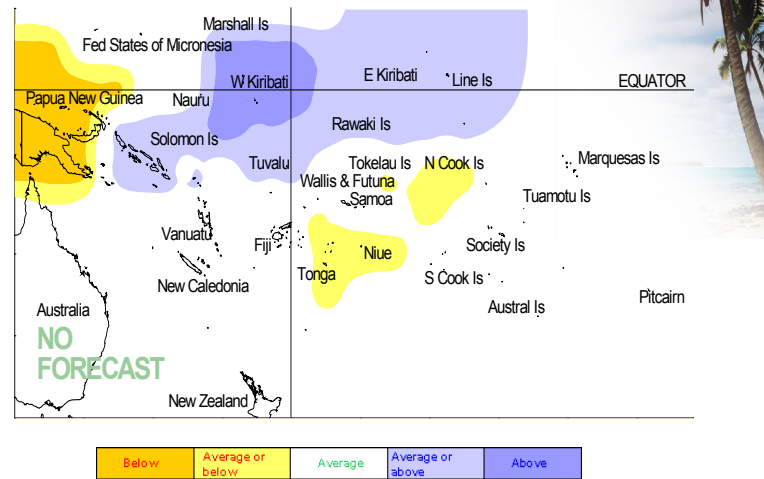 Marshall Is
Fed States of Micronesia
W Kiribati
E Kiribati
Line Is
EQUATOR
Papua New Guinea
Nauru
Rawaki Is
Solomon Is
Tuvalu
Tokelau Is
N Cook Is
Marquesas Is
Wallis & Futuna
Samoa
Tuamotu Is
Vanuatu
Fiji
Niue
Society Is
Tonga
S Cook Is
New Caledonia
Pitcairn
Australia
Austral Is
NO
FORECAST
New Zealand
Below
Average or
below
Average
Average or
above
Above